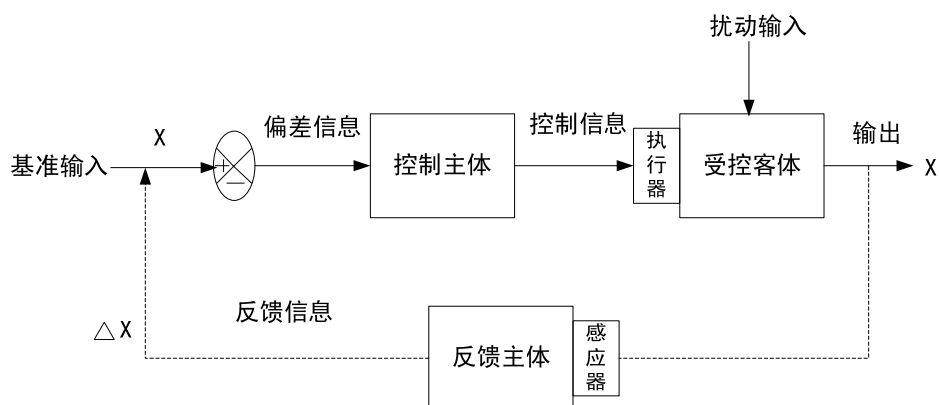 扰动输入
X
偏差信息
控制信息
输出
基准输入
+
−
控制主体
执行器
受控客体
X
△X
反馈信息
反馈主体
感应器